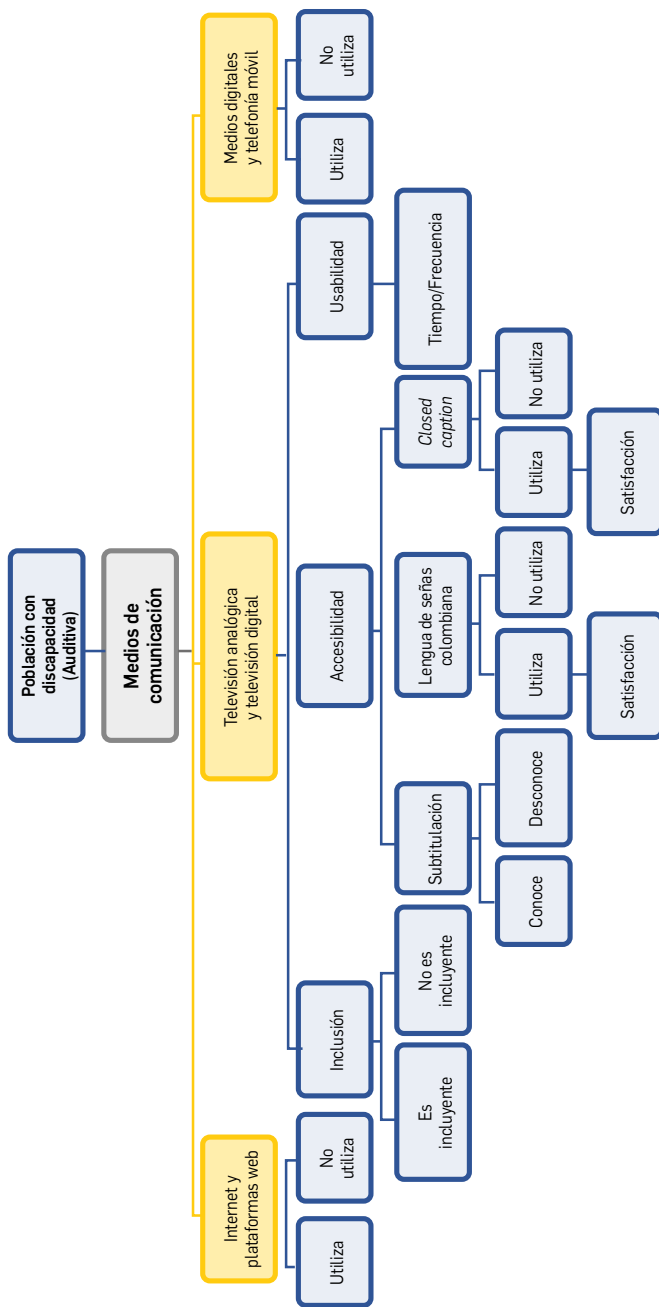 Población con
discapacidad
(Auditiva)
Medios de
comunicación
Internet y
plataformas web
Televisión analógica
y televisión digital
Medios digitales
y telefonía móvil
Utiliza
No
utiliza
Inclusión
Accesibilidad
Usabilidad
Utiliza
No
utiliza
Es
incluyente
No es
incluyente
Subtitulación
Lengua de señas
colombiana
Closed
caption
Tiempo/Frecuencia
Conoce
Desconoce
Utiliza
No utiliza
Utiliza
No utiliza
Satisfacción
Satisfacción